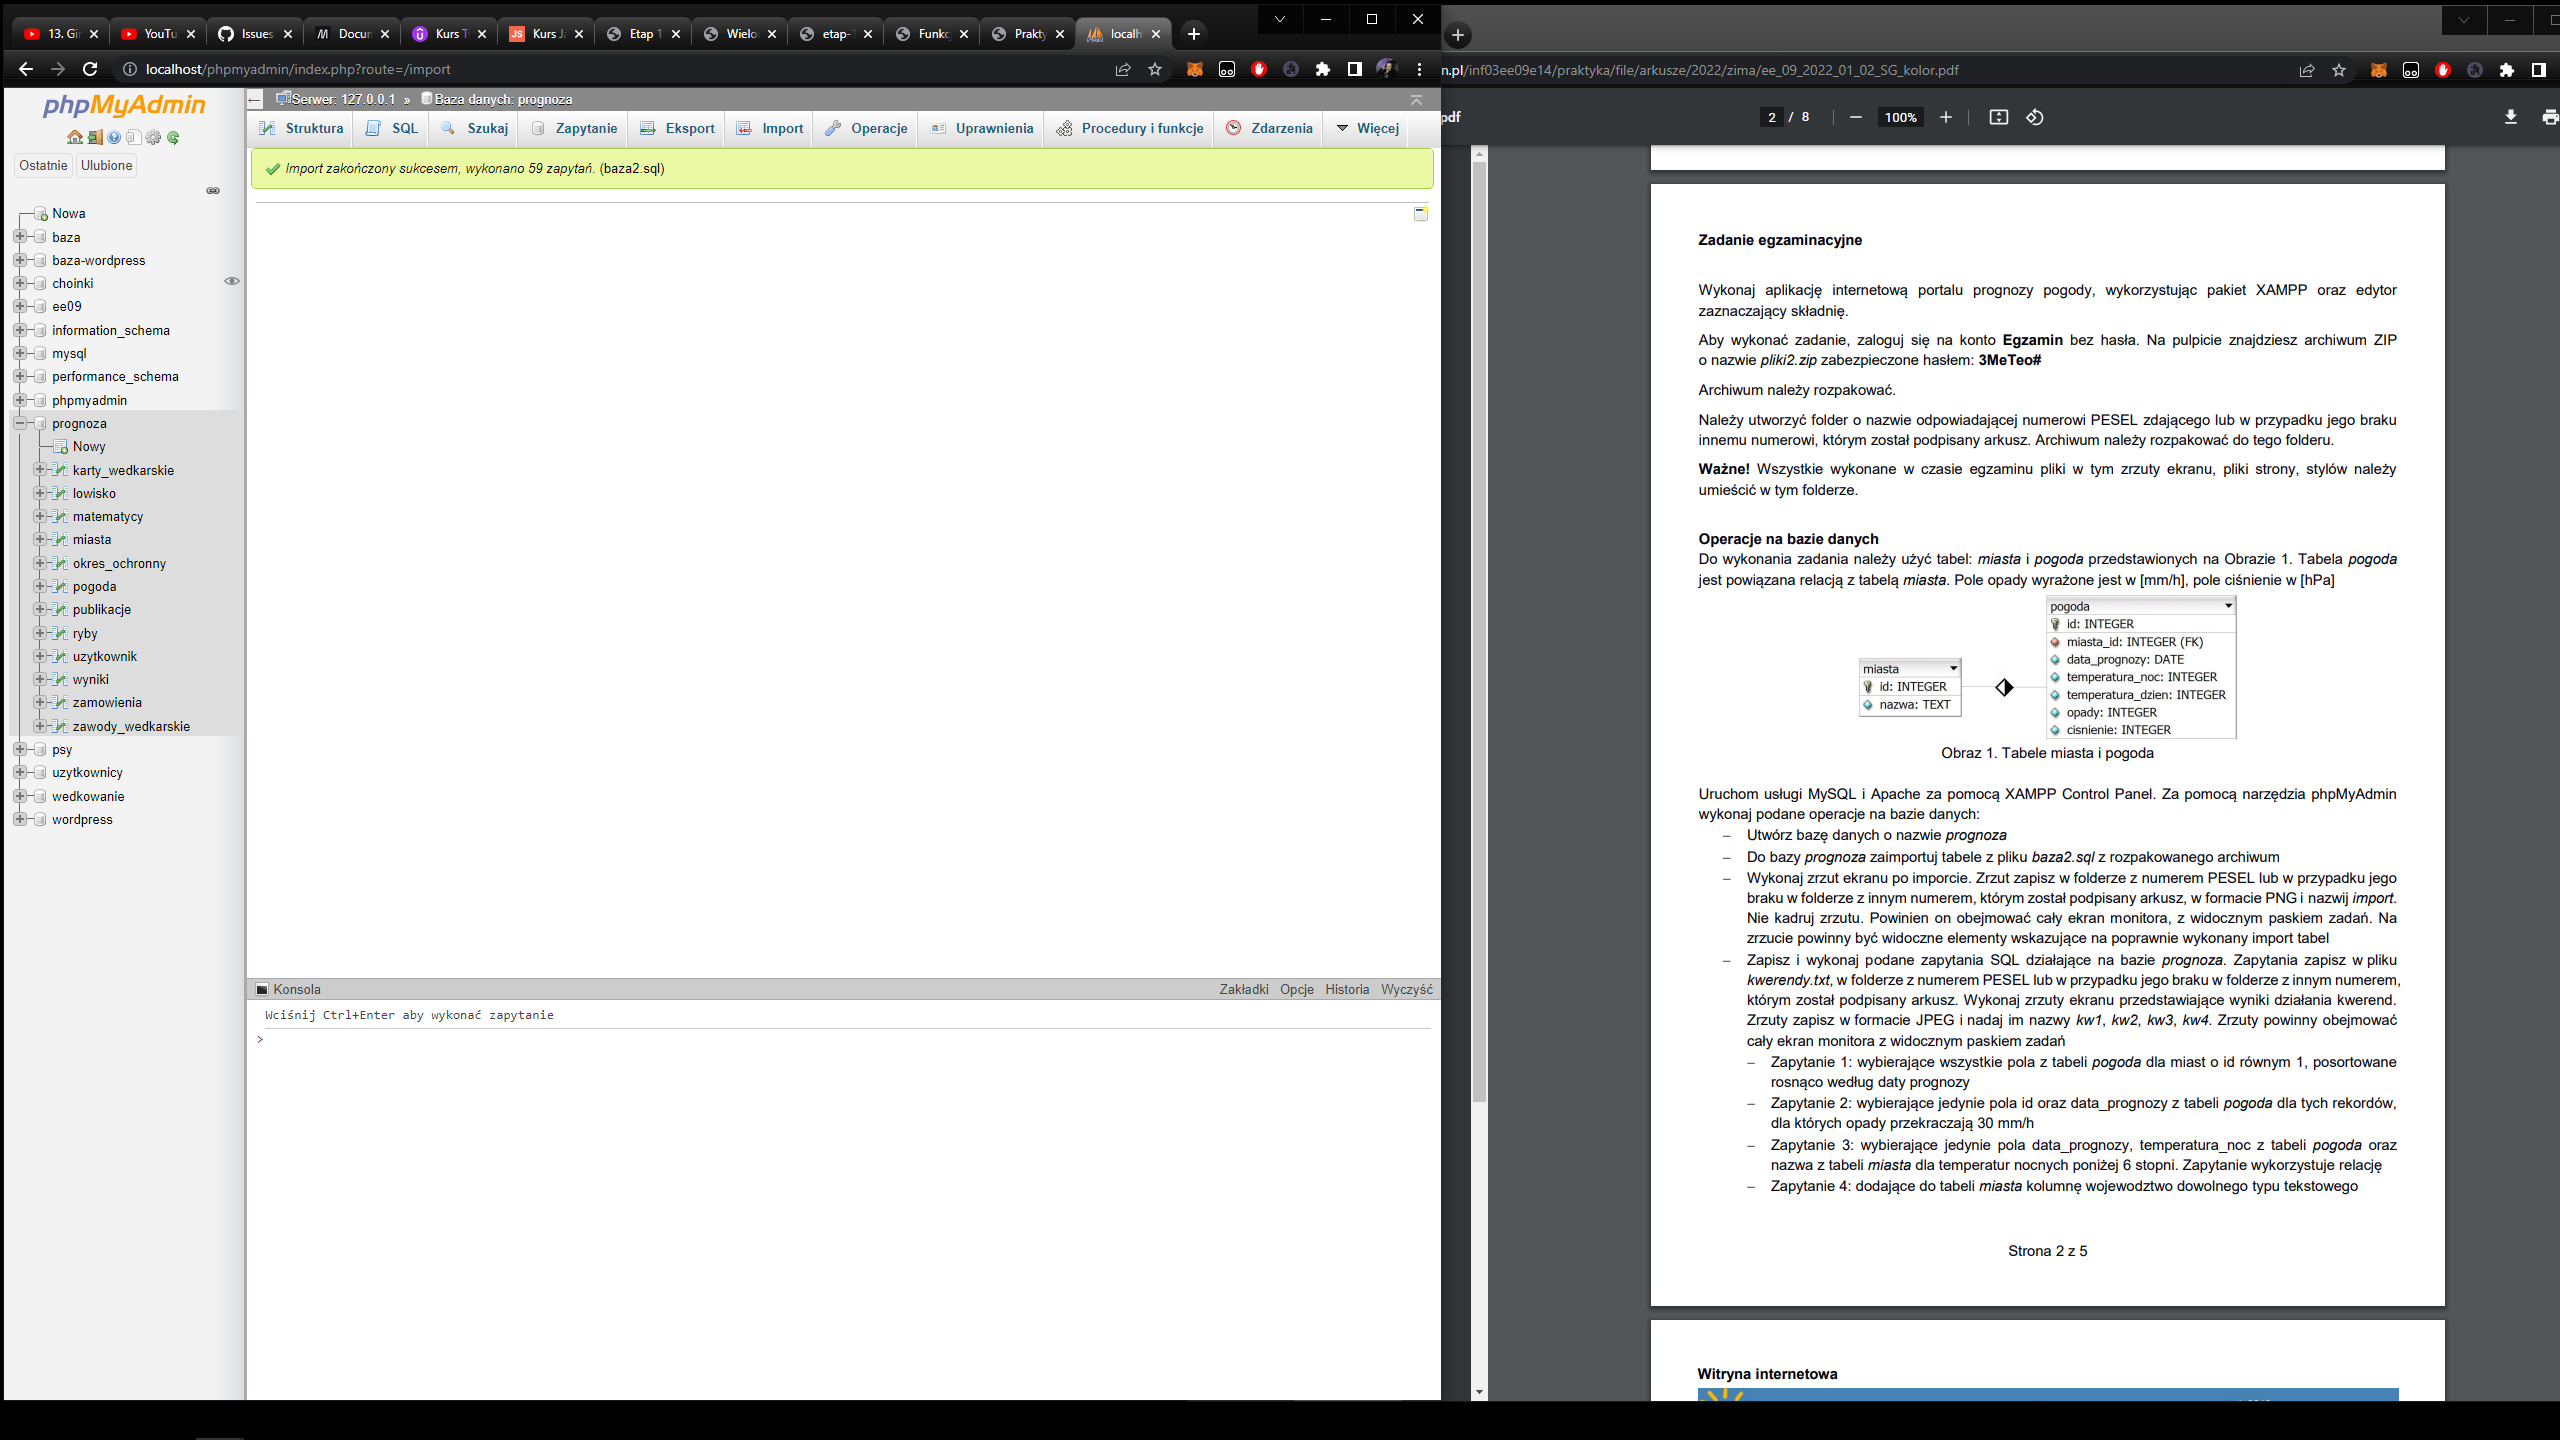 13. Gir
YouTu
Issues
Docum
Kurs T
Kurs Ja
Etap 1
Wielo
etap-1
Funkc
Prakty
localh
localhost/phpmyadmin/index.php?route=/import
n.pl/inf03ee09e14/praktyka/file/arkusze/2022/zima/ee_09_2022_01_02_SG_kolor.pdf
phpMyAdmin
Ostatnie Ulubione
Nowa
baza
baza-wordpress
choinki
ee09
information_schema
mysql
performance_schema
phpmyadmin
prognoza
Nowy
karty_wedkarskie
lowisko
matematycy
miasta
okres_ochronny
pogoda
publikacje
ryby
uzytkownik
wyniki
zamowienia
zawody_wedkarskie
psy
uzytkownicy
wedkowanie
wordpress
Serwer: 127.0.0.1 » Baza danych: prognoza
Struktura SQL Szukaj Zapytanie Eksport Import Operacje Uprawnienia Procedury i funkcje Zdarzenia Więcej
Import zakończony sukcesem, wykonano 59 zapytań. (baza2.sql)
Konsola Zakładki Opcje Historia Wyczyść
Wciśnij Ctrl+Enter aby wykonać zapytanie
>
pdf 2 / 8 — 100% +
Zadanie egzaminacyjne
Wykonaj aplikację internetową portalu prognozy pogody, wykorzystując pakiet XAMPP oraz edytor
zaznaczający składnię.
Aby wykonać zadanie, zaloguj się na konto Egzamin bez hasła. Na pulpicie znajdziesz archiwum ZIP
o nazwie pliki2.zip zabezpieczone hasłem: 3MeTeo#
Archiwum należy rozpakować.
Należy utworzyć folder o nazwie odpowiadającej numerowi PESEL zdającego lub w przypadku jego braku
innemu numerowi, którym został podpisany arkusz. Archiwum należy rozpakować do tego folderu.
Ważne! Wszystkie wykonane w czasie egzaminu pliki w tym zrzuty ekranu, pliki strony, stylów należy
umieścić w tym folderze.
Operacje na bazie danych
Do wykonania zadania należy użyć tabel: miasta i pogoda przedstawionych na Obrazie 1. Tabela pogoda
jest powiązana relacją z tabelą miasta. Pole opady wyrażone jest w [mm/h], pole ciśnienie w [hPa]
miasta
id: INTEGER
nazwa: TEXT
pogoda
id: INTEGER
miasta_id: INTEGER (FK)
data_prognozy: DATE
temperatura_noc: INTEGER
temperatura_dzien: INTEGER
opady: INTEGER
cisnienie: INTEGER
Obraz 1. Tabele miasta i pogoda
Uruchom usługi MySQL i Apache za pomocą XAMPP Control Panel. Za pomocą narzędzia phpMyAdmin
wykonaj podane operacje na bazie danych:
– Utwórz bazę danych o nazwie prognoza
– Do bazy prognoza zaimportuj tabele z pliku baza2.sql z rozpakowanego archiwum
– Wykonaj zrzut ekranu po imporcie. Zrzut zapisz w folderze z numerem PESEL lub w przypadku jego
braku w folderze z innym numerem, którym został podpisany arkusz, w formacie PNG i nazwij import.
Nie kadruj zrzutu. Powinien on obejmować cały ekran monitora, z widocznym paskiem zadań. Na
zrzucie powinny być widoczne elementy wskazujące na poprawnie wykonany import tabel
– Zapisz i wykonaj podane zapytania SQL działające na bazie prognoza. Zapytania zapisz w pliku
kwerendy.txt, w folderze z numerem PESEL lub w przypadku jego braku w folderze z innym numerem,
którym został podpisany arkusz. Wykonaj zrzuty ekranu przedstawiające wyniki działania kwerend.
Zrzuty zapisz w formacie JPEG i nadaj im nazwy kw1, kw2, kw3, kw4. Zrzuty powinny obejmować
cały ekran monitora z widocznym paskiem zadań
– Zapytanie 1: wybierające wszystkie pola z tabeli pogoda dla miast o id równym 1, posortowane
rosnąco według daty prognozy
– Zapytanie 2: wybierające jedynie pola id oraz data_prognozy z tabeli pogoda dla tych rekordów,
dla których opady przekraczają 30 mm/h
– Zapytanie 3: wybierające jedynie pola data_prognozy, temperatura_noc z tabeli pogoda oraz
nazwa z tabeli miasta dla temperatur nocnych poniżej 6 stopni. Zapytanie wykorzystuje relację
– Zapytanie 4: dodające do tabeli miasta kolumnę wojewodztwo dowolnego typu tekstowego
Strona 2 z 5
Witryna internetowa